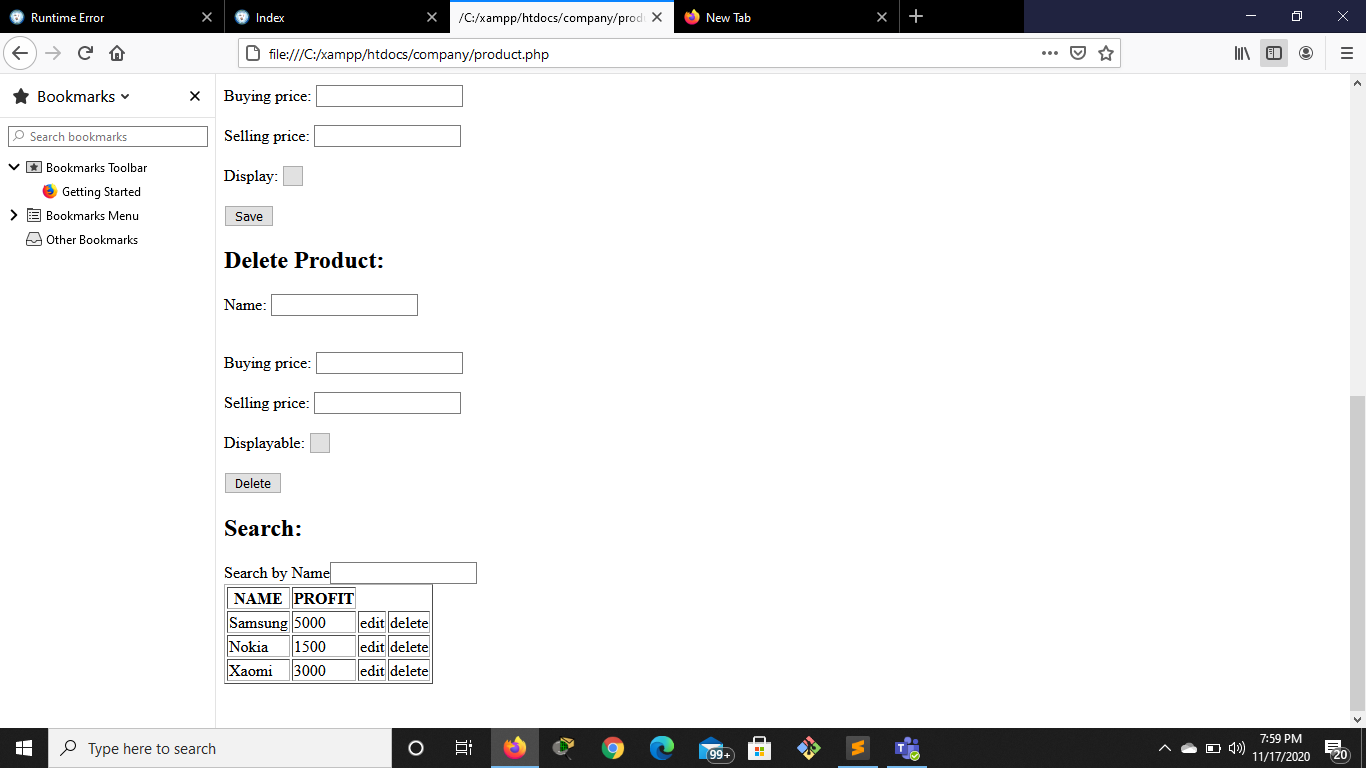 Runtime Error
Index
/C:/xampp/htdocs/company/prod
New Tab
file:///C:/xampp/htdocs/company/product.php
Bookmarks
Search bookmarks
Bookmarks Toolbar
Getting Started
Bookmarks Menu
Other Bookmarks
Buying price:
Selling price:
Display:
Save
Delete Product:
Name:
Buying price:
Selling price:
Displayable:
Delete
Search:
Search by Name
NAME PROFIT
Samsung 5000 edit delete
Nokia 1500 edit delete
Xaomi 3000 edit delete
Type here to search
99+
7:59 PM
11/17/2020
20